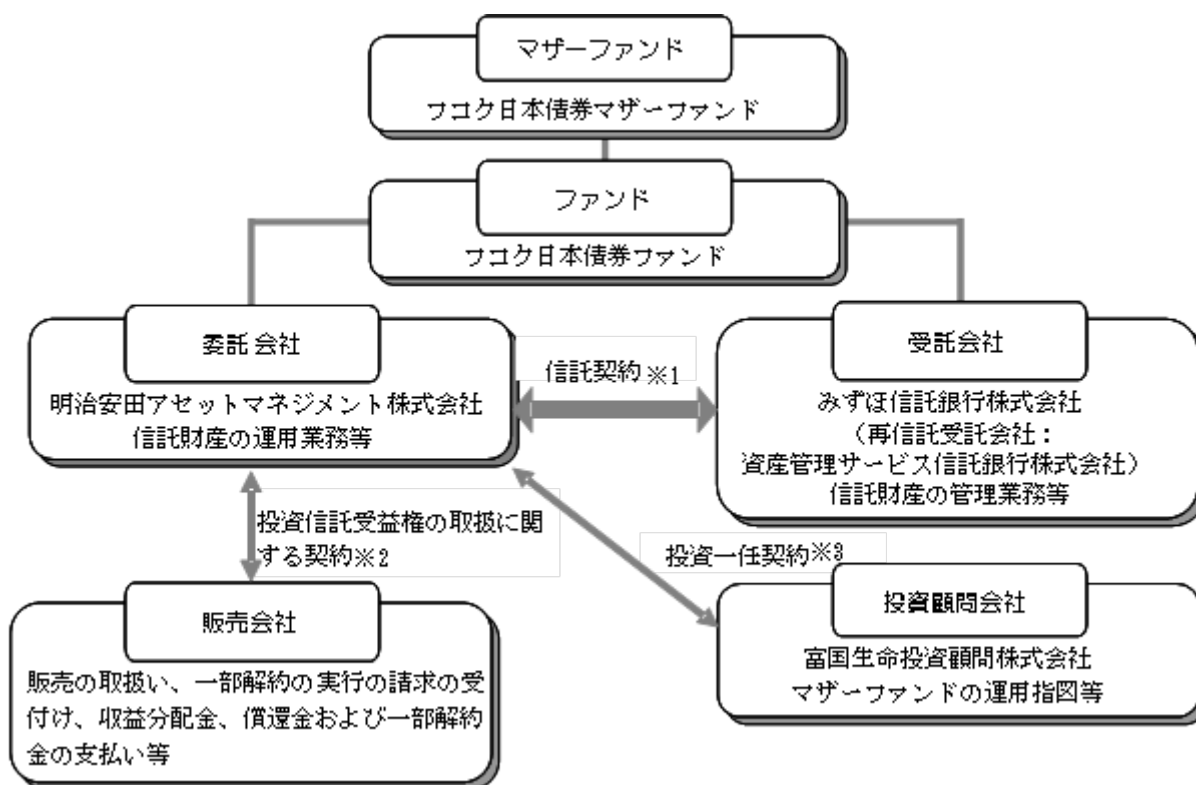 マザーファンド
フコク日本債券マザーファンド
ファンド
フコク日本債券ファンド
委託会社
明治安田アセットマネジメント株式会社
信託財産の運用業務等
信託契約※1
受託会社
みずほ信託銀行株式会社
（再信託受託会社：
資産管理サービス信託銀行株式会社）
信託財産の管理業務等
投資信託受益権の取扱に関
する契約※2
投資一任契約※3
販売会社
販売の取扱い、一部解約の実行の請求の受
付け、収益分配金、償還金および一部解約
金の支払い等
投資顧問会社
富国生命投資顧問株式会社
マザーファンドの運用指図等